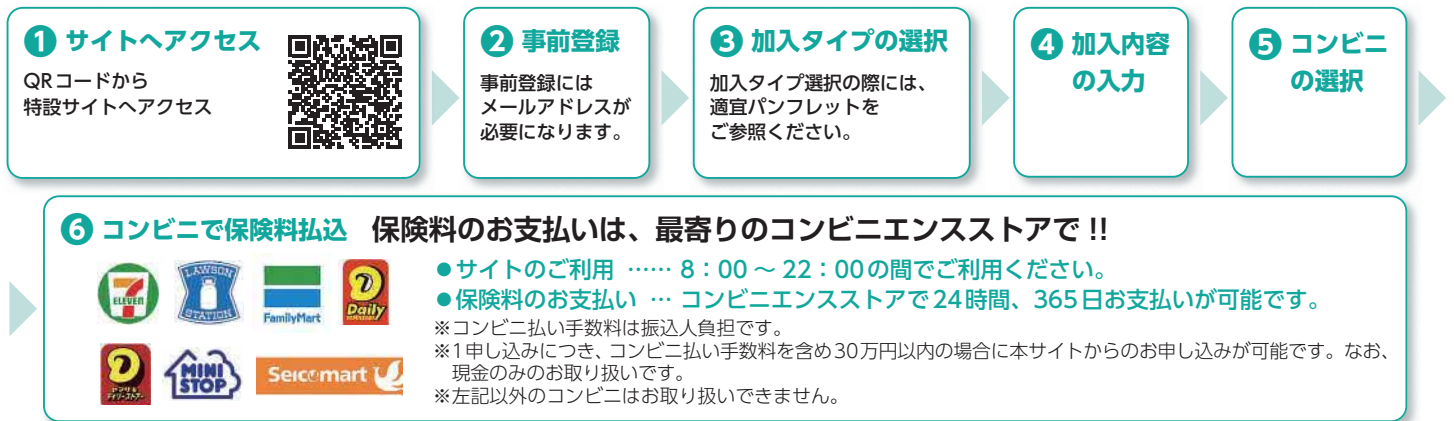 ❶ サイトへアクセス
QRコードから
特設サイトへアクセス
❷ 事前登録
事前登録には
メールアドレスが
必要になります。
❸ 加入タイプの選択
加入タイプ選択の際には、
適宜パンフレットを
ご参照ください。
❹ 加入内容
の入力
❺ コンビニ
の選択
❻ コンビニで保険料払込 保険料のお支払いは、最寄りのコンビニエンスストアで!!
7
ELEVEN
LAWSON
STATION
FamilyMart
Daily
ヤマザキ
デイリーストアー
MINI
STOP
Seicomart
●サイトのご利用 …… 8:00 ~ 22:00の間でご利用ください。
●保険料のお支払い … コンビニエンスストアで24時間、365日お支払いが可能です。
※コンビニ払い手数料は振込人負担です。
※1申し込みにつき、コンビニ払い手数料を含め30万円以内の場合に本サイトからのお申し込みが可能です。なお、
現金のみのお取り扱いです。
※左記以外のコンビニはお取り扱いできません。